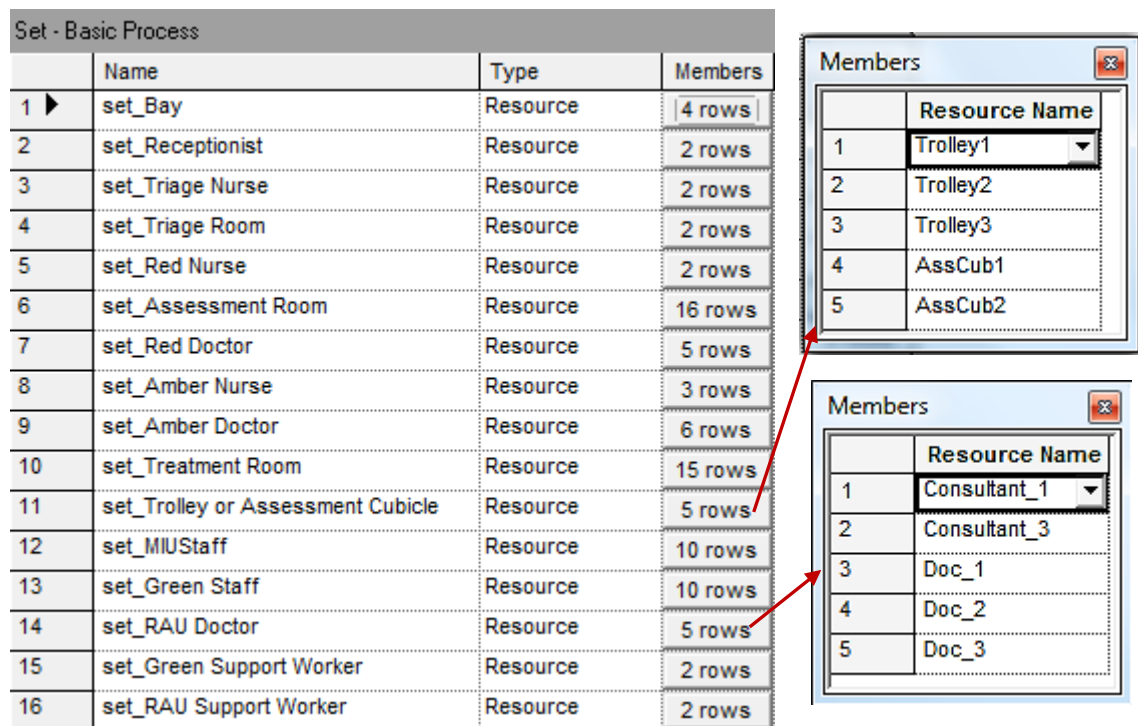 Set - Basic Process
Name Type Members
1 set_Bay Resource 4 rows
2 set_Receptionist Resource 2 rows
3 set_Triage Nurse Resource 2 rows
4 set_Triage Room Resource 2 rows
5 set_Red Nurse Resource 2 rows
6 set_Assessment Room Resource 16 rows
7 set_Red Doctor Resource 5 rows
8 set_Amber Nurse Resource 3 rows
9 set_Amber Doctor Resource 6 rows
10 set_Treatment Room Resource 15 rows
11 set_Trolley or Assessment Cubicle Resource 5 rows
12 set_MIUStaff Resource 10 rows
13 set_Green Staff Resource 10 rows
14 set_RAU Doctor Resource 5 rows
15 set_Green Support Worker Resource 2 rows
16 set_RAU Support Worker Resource 2 rows
Members
Resource Name
1 Trolley1
2 Trolley2
3 Trolley3
4 AssCub1
5 AssCub2
Members
Resource Name
1 Consultant_1
2 Consultant_3
3 Doc_1
4 Doc_2
5 Doc_3